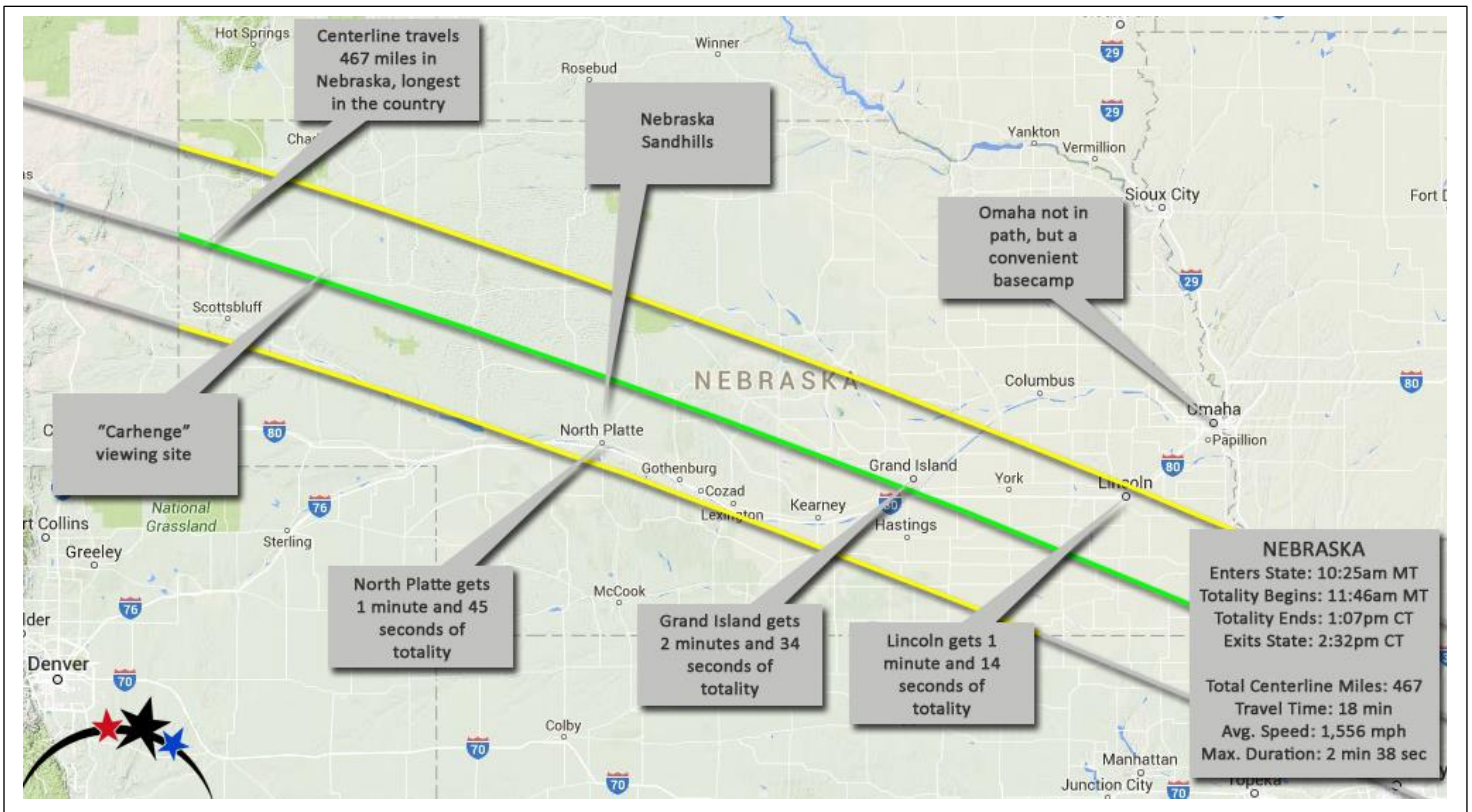 Hot Springs
Centerline travels
467 miles in
Nebraska, longest
in the country
Winner
Rosebud
29
29
Nebraska
Sandhills
Yankton
Vermillion
Sioux City
Omaha not in
path, but a
convenient
basecamp
29
Scottsbluff
NEBRASKA
Columbus
80
Omaha
Papillion
"Carhenge"
viewing site
80
North Platte
Gothenburg
Cozad
Lexington
Kearney
Grand Island
80
Hastings
York
Lincoln
80
National
Grassland
76
Sterling
Greeley
76
Denver
70
North Platte gets
1 minute and 45
seconds of
totality
McCook
Grand Island gets
2 minutes and 34
seconds of
totality
Lincoln gets 1
minute and 14
seconds of
totality
NEBRASKA
Enters State: 10:25am MT
Totality Begins: 11:46am MT
Totality Ends: 1:07pm CT
Exits State: 2:32pm CT
Total Centerline Miles: 467
Travel Time: 18 min
Avg. Speed: 1,556 mph
Max. Duration: 2 min 38 sec
Colby
70
70
Manhattan
Junction City
70
Topeka